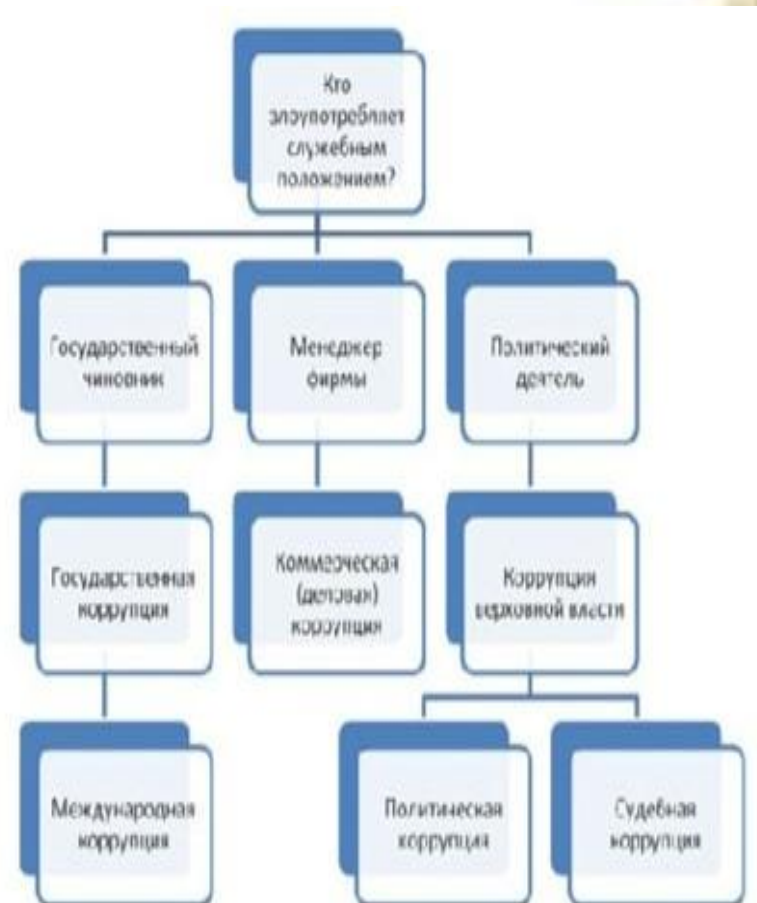 Кто
злоупотребляет
служебным
положением?
Государственный
чиновник
Менеджер
фирмы
Политический
деятель
Государственная
коррупция
Коммерческая
(деловая)
коррупция
Коррупция
верховной власти
Международная
коррупция
Политическая
коррупция
Судебная
коррупция